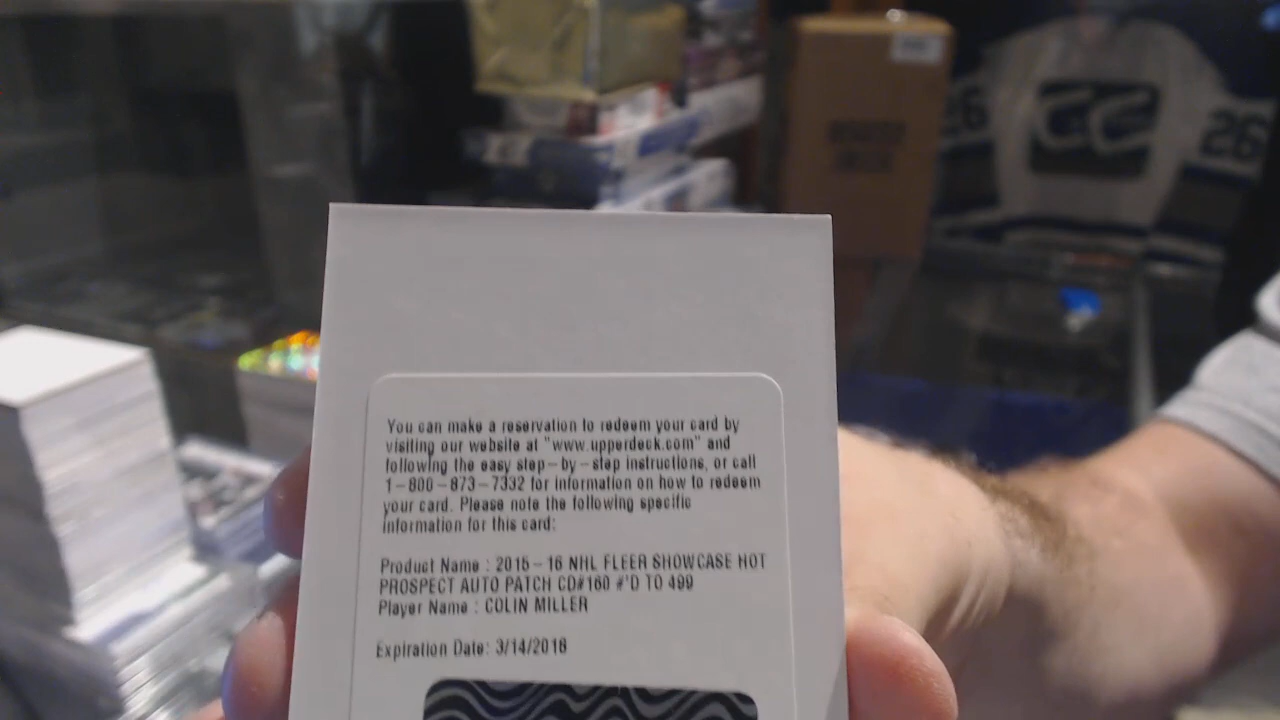 26
CC
26
You can make a reservation to redeem your card by
visiting our website at "www.upperdeck.com" and
following the easy step-by-step instructions, or call
1-800-873-7332 for information on how to redeem
your card. Please note the following specific
information for this card:
Product Name : 2015-16 NHL FLEER SHOWCASE HOT
PROSPECT AUTO PATCH CD#160 #'D TO 499
Player Name : COLIN MILLER
Expiration Date: 3/14/2018